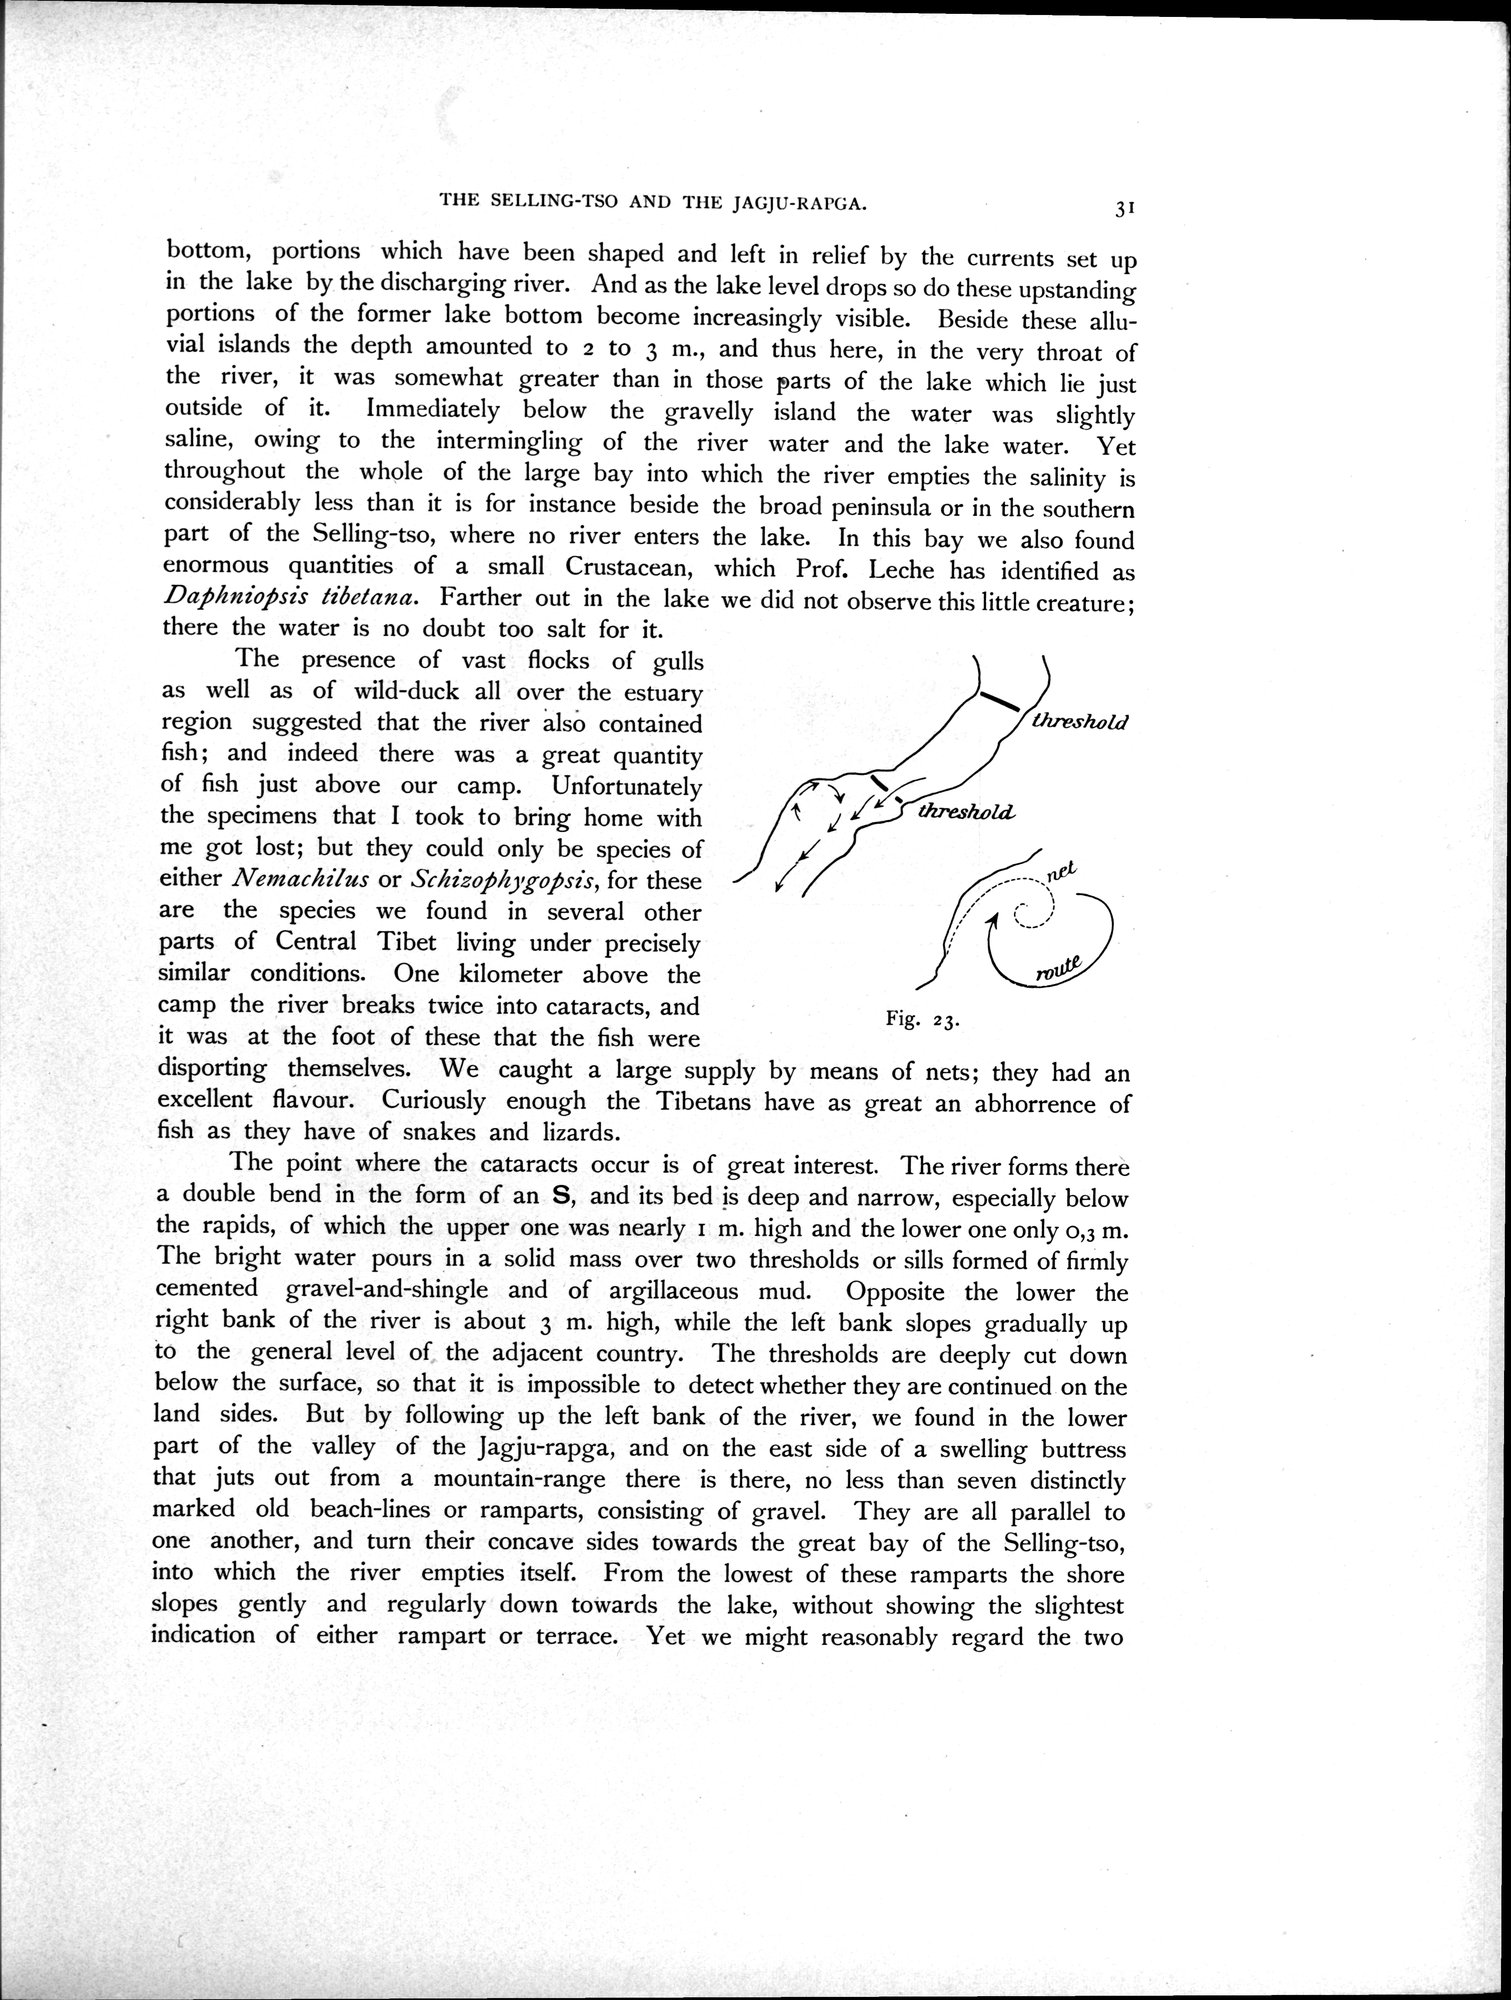 THE SELLING-TSO AND THE JAGJU-RAPGA. 31
bottom, portions which have been shaped and left in relief by the currents set up
in the lake by the discharging river. And as the lake level drops so do these upstanding
portions of the former lake bottom become increasingly visible. Beside these allu-
vial islands the depth amounted to 2 to 3 m., and thus here, in the very throat of
the river, it was somewhat greater than in those parts of the lake which lie just
outside of it. Immediately below the gravelly island the water was slightly
saline, owing to the intermingling of the river water and the lake water. Yet
throughout the whole of the large bay into which the river empties the salinity is
considerably less than it is for instance beside the broad peninsula or in the southern
part of the Selling-tso, where no river enters the lake. In this bay we also found
enormous quantities of a small Crustacean, which Prof. Leche has identified as
Daphniopsis tibetana. Farther out in the lake we did not observe this little creature;
there the water is no doubt too salt for it.
The presence of vast flocks of gulls
as well as of wild-duck all over the estuary
region suggested that the river also contained
fish; and indeed there was a great quantity
of fish just above our camp. Unfortunately
the specimens that I took to bring home with
me got lost; but they could only be species of
either Nemachilus or Schizophygopsis, for these
are the species we found in several other
parts of Central Tibet living under precisely
similar conditions. One kilometer above the
camp the river breaks twice into cataracts, and
it was at the foot of these that the fish were
threshold
threshold
net
route
Fig. 23.
disporting themselves. We caught a large supply by means of nets; they had an
excellent flavour. Curiously enough the Tibetans have as great an abhorrence of
fish as they have of snakes and lizards.
The point where the cataracts occur is of great interest. The river forms there
a double bend in the form of an S, and its bed is deep and narrow, especially below
the rapids, of which the upper one was nearly 1 m. high and the lower one only 0,3 m.
The bright water pours in a solid mass over two thresholds or sills formed of firmly
cemented gravel-and-shingle and of argillaceous mud. Opposite the lower the
right bank of the river is about 3 m. high, while the left bank slopes gradually up
to the general level of the adjacent country. The thresholds are deeply cut down
below the surface, so that it is impossible to detect whether they are continued on the
land sides. But by following up the left bank of the river, we found in the lower
part of the valley of the Jagju-rapga, and on the east side of a swelling buttress
that juts out from a mountain-range there is there, no less than seven distinctly
marked old beach-lines or ramparts, consisting of gravel. They are all parallel to
one another, and turn their concave sides towards the great bay of the Selling-tso,
into which the river empties itself. From the lowest of these ramparts the shore
slopes gently and regularly down towards the lake, without showing the slightest
indication of either rampart or terrace. Yet we might reasonably regard the two